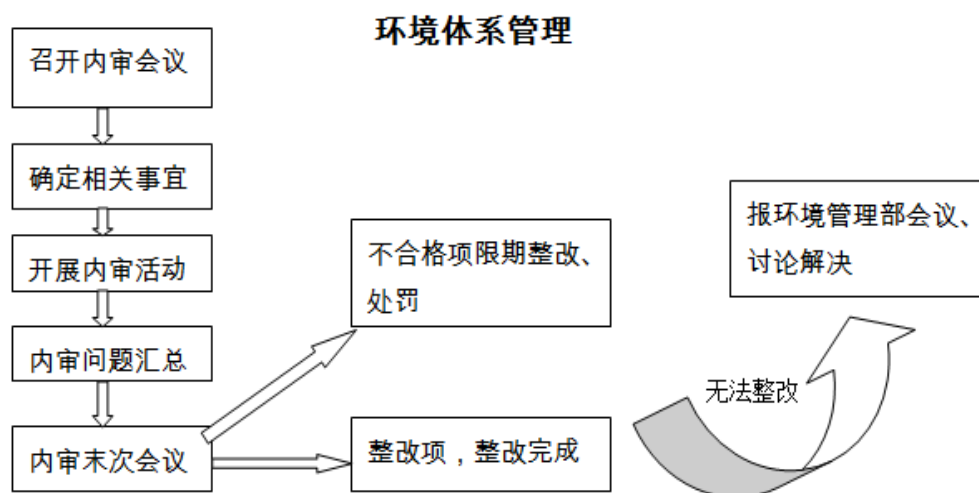 环境体系管理
召开内审会议
确定相关事宜
开展内审活动
内审问题汇总
内审末次会议
不合格项限期整改、
处罚
整改项，整改完成
无法整改
报环境管理部会议、
讨论解决